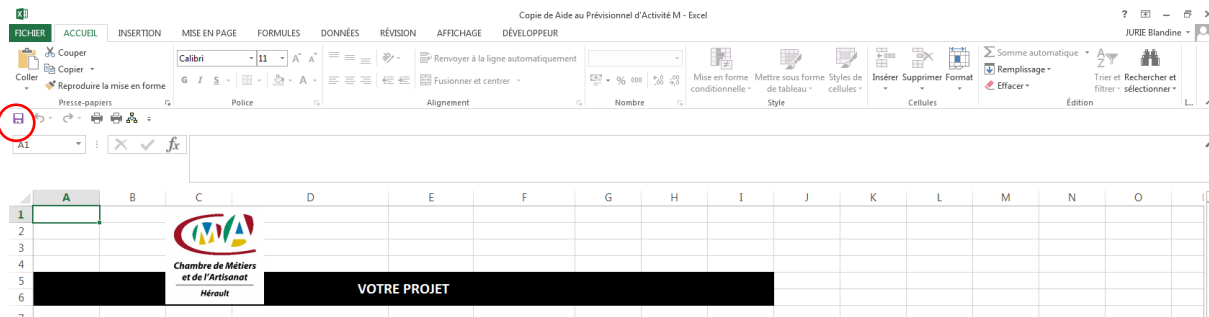 Copie de Aide au Prévisionnel d'Activité M - Excel
FICHIER ACCUEIL INSERTION MISE EN PAGE FORMULES DONNÉES RÉVISION AFFICHAGE DÉVELOPPEUR JURIE Blandine
Coller
Couper
Copier
Reproduire la mise en forme
Presse-papiers
Calibri 11
G I S
Police
Renvoyer à la ligne automatiquement
Fusionner et centrer
Alignement
% 000
Nombre
Mise en forme conditionnelle
Mettre sous forme de tableau
Styles de cellules
Style
Insérer Supprimer Format
Cellules
Somme automatique
Remplissage
Effacer
Trier et filtrer
Rechercher et sélectionner
Édition
A1 fx
A B C D E F G H I J K L M N O
1
2
3
4
5
6
7
CMA
Chambre de Métiers
et de l'Artisanat
Hérault
VOTRE PROJET